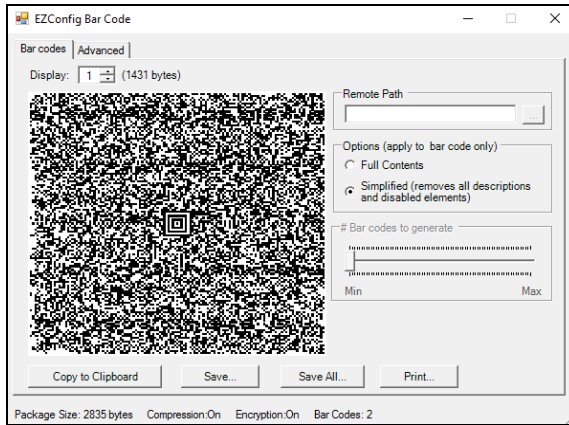 EZConfig Bar Code
Bar codes Advanced
Display: 1 (1431 bytes)
Remote Path
...
Options (apply to bar code only)
Full Contents
Simplified (removes all descriptions
and disabled elements)
# Bar codes to generate
Min Max
Copy to Clipboard Save... Save All... Print...
Package Size: 2835 bytes Compression:On Encryption:On Bar Codes: 2